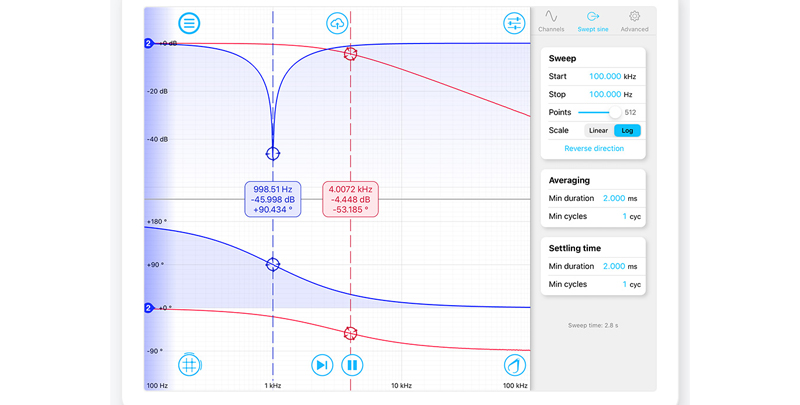 2
+0 dB
-20 dB
-40 dB
998.51 Hz
-45.998 dB
+90.434 °
4.0072 kHz
-4.448 dB
-53.185 °
+180 °
+90 °
2
+0 °
-90 °
100 Hz
1 kHz
10 kHz
100 kHz
Channels
Swept sine
Advanced
Sweep
Start 100.000 kHz
Stop 100.000 Hz
Points 512
Scale Linear Log
Reverse direction
Averaging
Min duration 2.000 ms
Min cycles 1 cyc
Settling time
Min duration 2.000 ms
Min cycles 1 cyc
Sweep time: 2.8 s